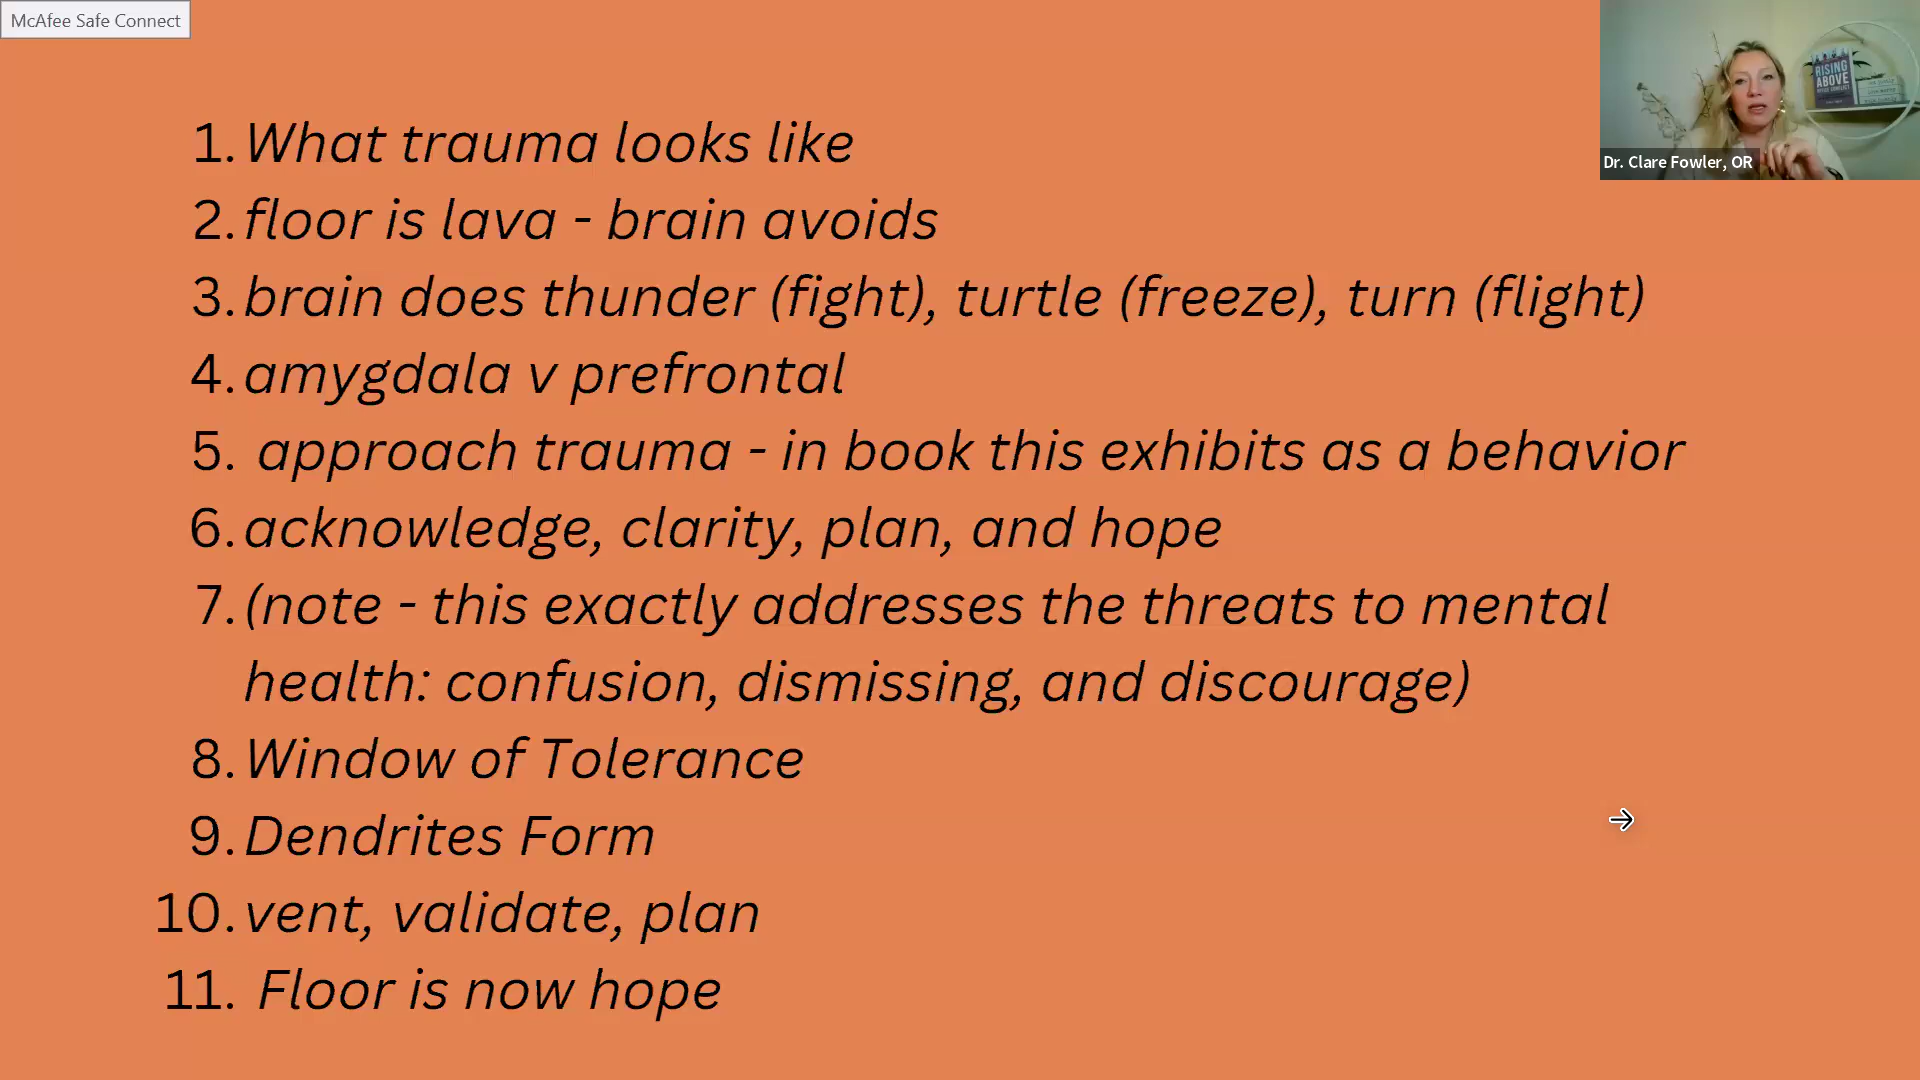 McAfee Safe Connect
RISING
ABOVE
Dr. Clare Fowler, OR
1. What trauma looks like
2. floor is lava - brain avoids
3. brain does thunder (fight), turtle (freeze), turn (flight)
4. amygdala v prefrontal
5. approach trauma - in book this exhibits as a behavior
6. acknowledge, clarity, plan, and hope
7. (note - this exactly addresses the threats to mental
health: confusion, dismissing, and discourage)
8. Window of Tolerance
9. Dendrites Form
10. vent, validate, plan
11. Floor is now hope